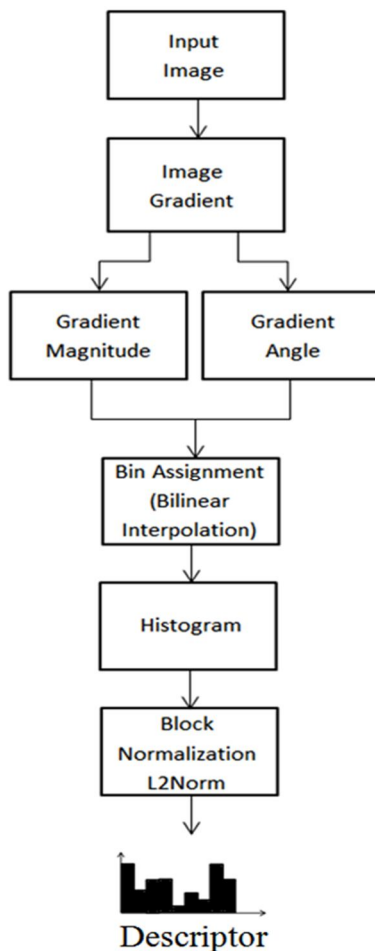 Input
Image
Image
Gradient
Gradient
Magnitude
Gradient
Angle
Bin Assignment
(Bilinear
Interpolation)
Histogram
Block
Normalization
L2Norm
Descriptor